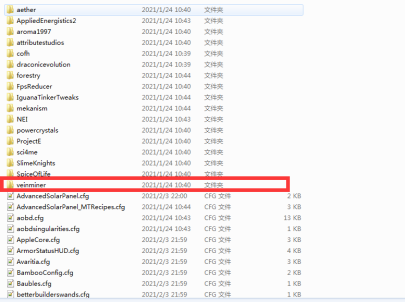 aether 2021/1/24 10:40 文件夹
AppliedEnergistics2 2021/1/24 10:43 文件夹
aroma1997 2021/1/24 10:40 文件夹
attributestudios 2021/1/24 10:40 文件夹
cofh 2021/1/24 10:39 文件夹
draconicevolution 2021/1/24 10:39 文件夹
forestry 2021/1/24 10:44 文件夹
FpsReducer 2021/1/24 10:40 文件夹
IguanaTinkerTweaks 2021/1/24 10:44 文件夹
mekanism 2021/1/24 10:44 文件夹
NEI 2021/1/24 10:43 文件夹
powercrystals 2021/1/24 10:40 文件夹
ProjectE 2021/1/24 10:40 文件夹
sci4me 2021/1/24 10:40 文件夹
SlimeKnights 2021/1/24 10:40 文件夹
SpiceOfLife 2021/1/24 10:40 文件夹
veinminer 2021/1/24 10:40 文件夹
AdvancedSolarPanel.cfg 2021/2/3 22:00 CFG 文件 2 KB
AdvancedSolarPanel_MTRecipes.cfg 2021/1/24 10:44 CFG 文件 3 KB
aobd.cfg 2021/1/24 10:44 CFG 文件 13 KB
aobdsingularities.cfg 2021/1/24 10:43 CFG 文件 1 KB
AppleCore.cfg 2021/2/3 21:59 CFG 文件 1 KB
ArmorStatusHUD.cfg 2021/2/3 21:59 CFG 文件 4 KB
Avaritia.cfg 2021/2/3 21:59 CFG 文件 3 KB
BambooConfig.cfg 2021/2/3 21:59 CFG 文件 2 KB
Baubles.cfg 2021/2/3 21:59 CFG 文件 1 KB
betterbuilderswands.cfg 2021/1/24 10:40 CFG 文件 1 KB